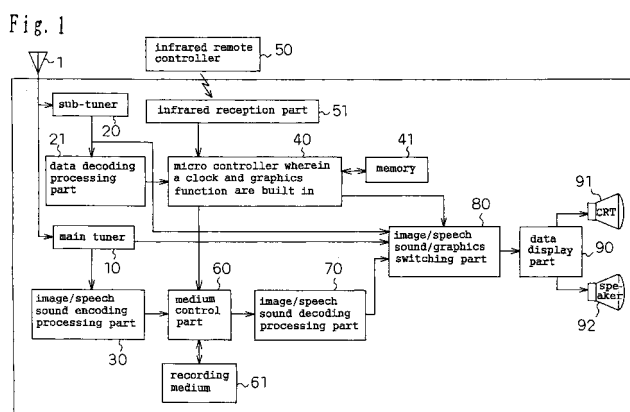 Fig. 1
1
infrared remote
controller
50
sub-tuner
20
infrared reception part
51
21
data decoding
processing
part
40
micro controller wherein
a clock and graphics
function are built in
41
memory
main tuner
10
80
image/speech
sound/graphics
switching part
data
display
part
90
91
CRT
spe-
aker
92
image/speech
sound encoding
processing part
30
60
medium
control
part
70
image/speech
sound decoding
processing part
recording
medium
61